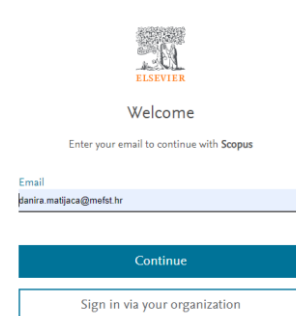 ELSEVIER
Welcome
Enter your email to continue with Scopus
Email
danira.matijaca@mefst.hr
Continue
Sign in via your organization